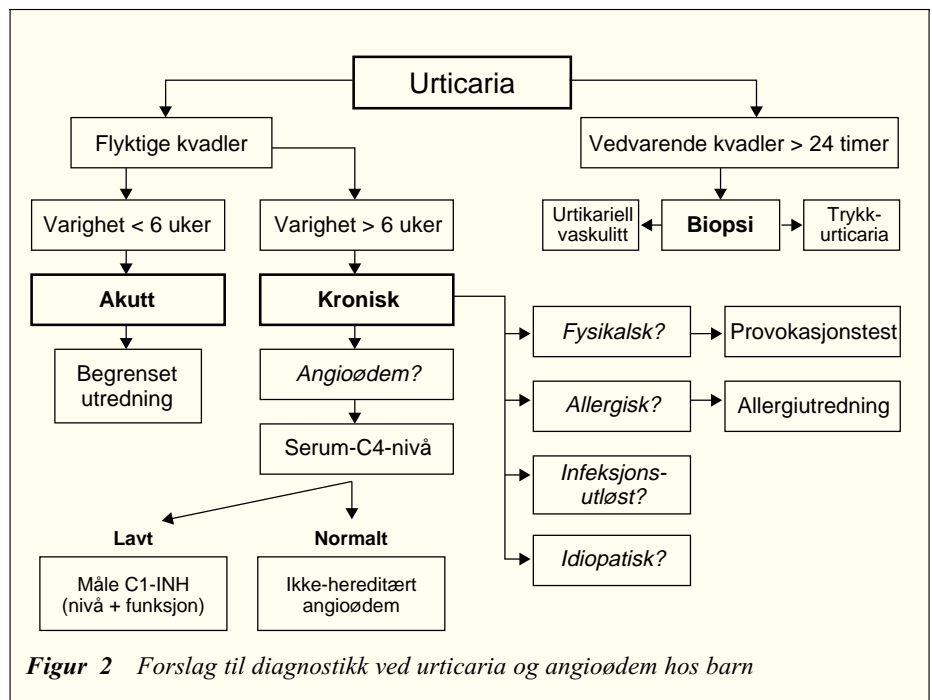 Urticaria
Flyktige kvadler
Vedvarende kvadler > 24 timer
Varighet < 6 uker
Varighet > 6 uker
Urtikariell
vaskulitt
Biopsi
Trykk-
urticaria
Akutt
Kronisk
Begrenset
utredning
Angioødem?
Serum-C4-nivå
Fysikalsk?
Provokasjonstest
Allergisk?
Allergiutredning
Infeksjons-
utløst?
Idiopatisk?
Lavt
Normalt
Måle C1-INH
(nivå + funksjon)
Ikke-hereditært
angioødem
Figur 2 Forslag til diagnostikk ved urticaria og angioødem hos barn